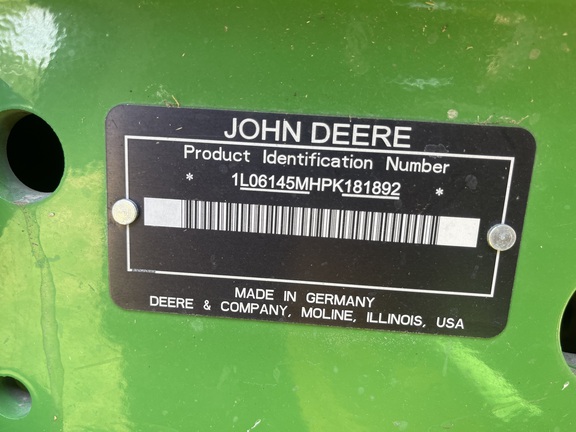 JOHN DEERE
Product Identification Number
* 1L06145MHPK181892 *
MADE IN GERMANY
DEERE & COMPANY, MOLINE, ILLINOIS, USA